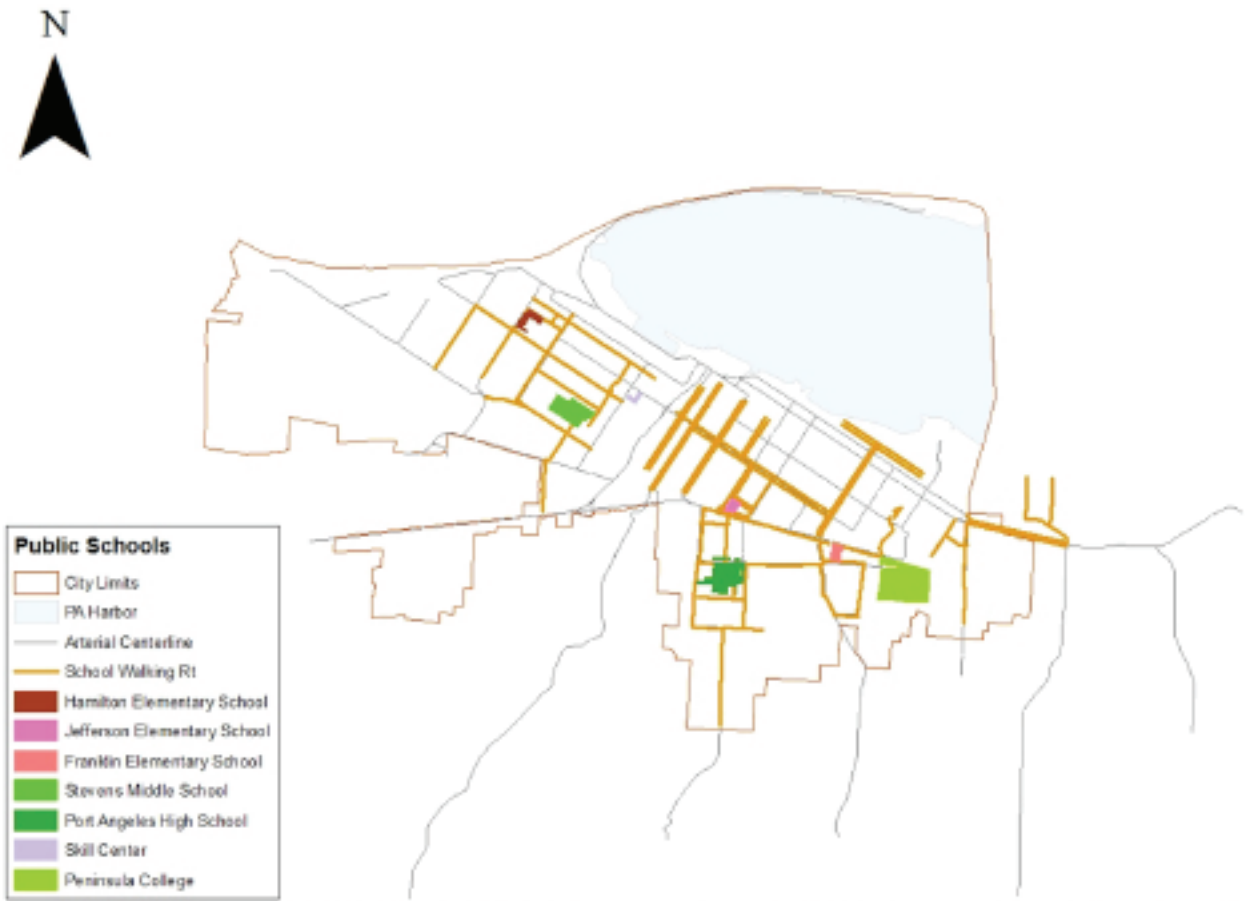 N
Public Schools
City Limits
PA Harbor
Arterial Centerline
School Walking Rt
Hamilton Elementary School
Jefferson Elementary School
Franklin Elementary School
Stevens Middle School
Port Angeles High School
Skill Center
Peninsula College